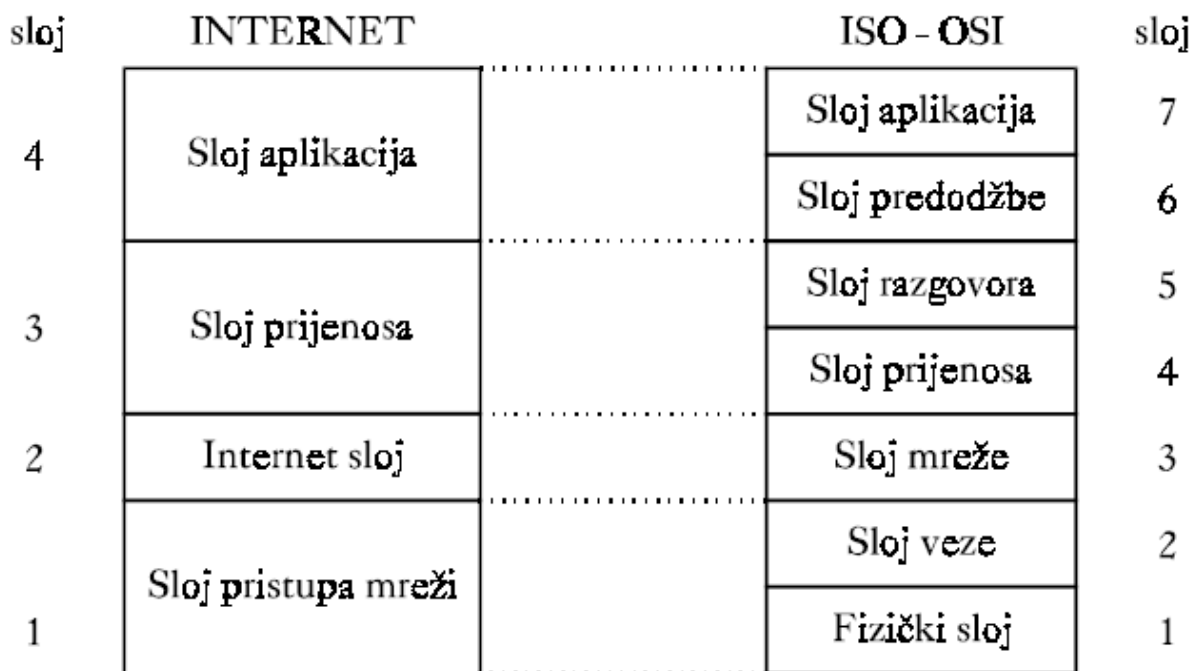 sloj INTERNET ISO - OSI sloj
Sloj aplikacija 7
4 Sloj aplikacija
Sloj predodžbe 6
Sloj razgovora 5
3 Sloj prijenosa
Sloj prijenosa 4
2 Internet sloj Sloj mreže 3
Sloj veze 2
Sloj pristupa mreži
1 Fizički sloj 1